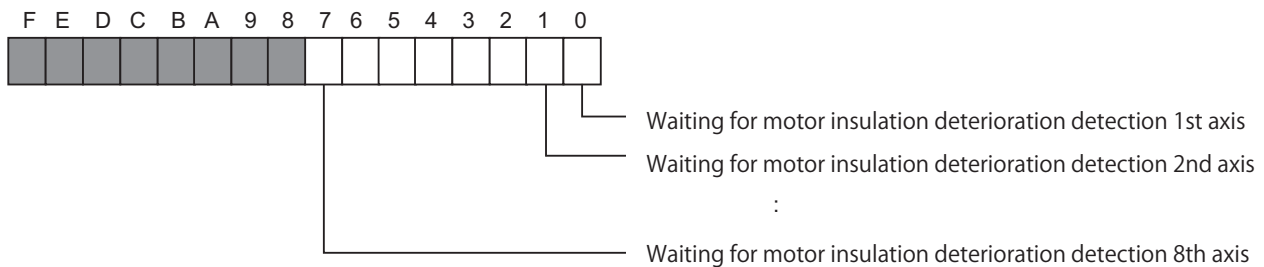 F E D C B A 9 8 7 6 5 4 3 2 1 0
Waiting for motor insulation deterioration detection 1st axis
Waiting for motor insulation deterioration detection 2nd axis
:
Waiting for motor insulation deterioration detection 8th axis